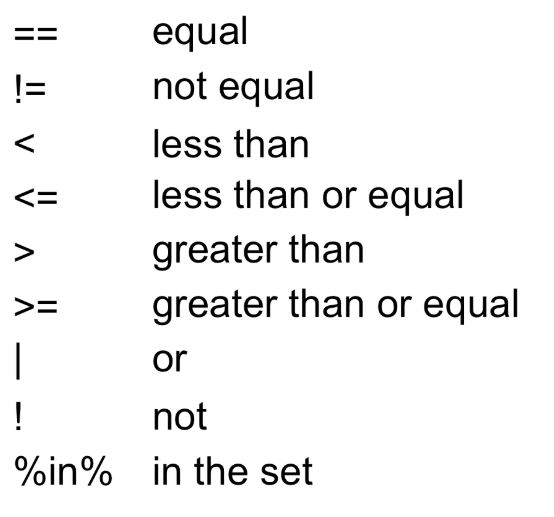 == equal
!= not equal
< less than
<= less than or equal
> greater than
>= greater than or equal
| or
! not
%in% in the set